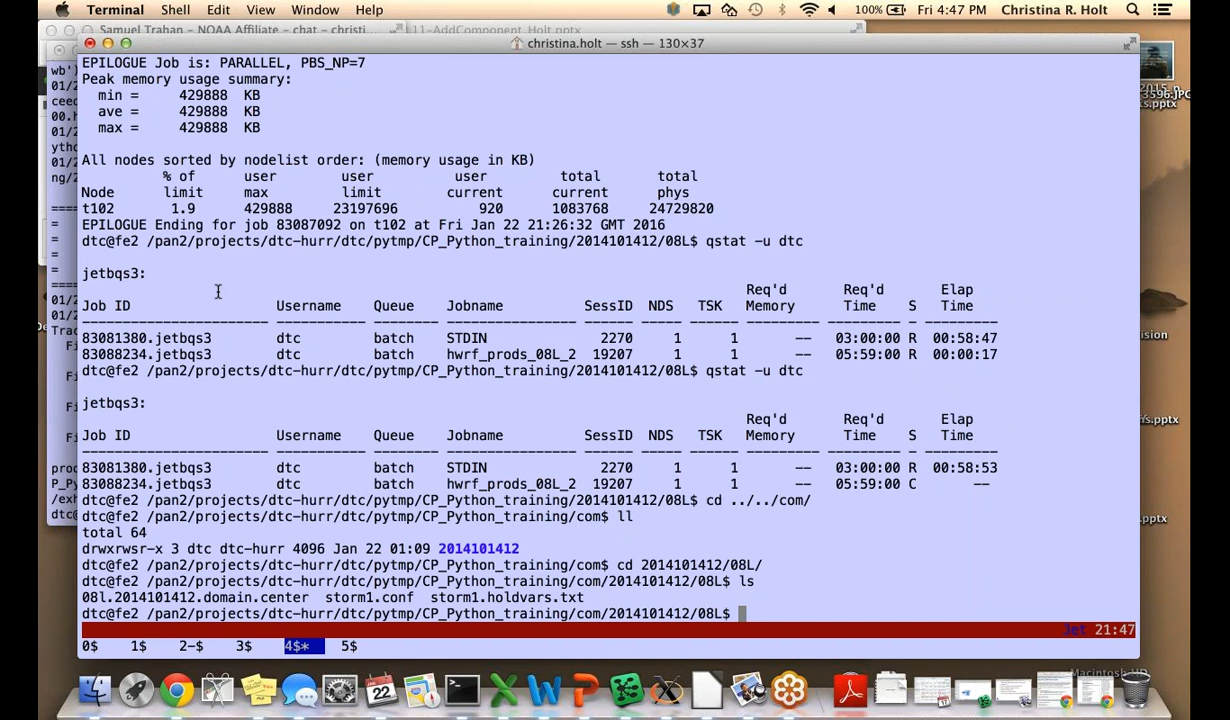 Terminal Shell Edit View Window Help 100% Fri 4:47 PM Christina R. Holt
Samuel Trahan — NOAA Affiliate - chat - christi... 11-AddComponent_Holt.pptx
christina.holt — ssh — 130×37
EPILOGUE Job is: PARALLEL, PBS_NP=7
Peak memory usage summary:
min = 429888 KB
ave = 429888 KB
max = 429888 KB
All nodes sorted by nodelist order: (memory usage in KB)
% of user user user total total
Node limit max limit current current phys
t102 1.9 429888 23197696 920 1083768 24729820
EPILOGUE Ending for job 83087092 on t102 at Fri Jan 22 21:26:32 GMT 2016
dtc@fe2 /pan2/projects/dtc-hurr/dtc/pytmp/CP_Python_training/2014101412/08L$ qstat -u dtc
jetbqs3:
Req'd Req'd Elap
Job ID Username Queue Jobname SessID NDS TSK Memory Time S Time
83081380.jetbqs3 dtc batch STDIN 2270 1 1 -- 03:00:00 R 00:58:47
83088234.jetbqs3 dtc batch hwrf_prods_08L_2 19207 1 1 -- 05:59:00 R 00:00:17
dtc@fe2 /pan2/projects/dtc-hurr/dtc/pytmp/CP_Python_training/2014101412/08L$ qstat -u dtc
jetbqs3:
Req'd Req'd Elap
Job ID Username Queue Jobname SessID NDS TSK Memory Time S Time
83081380.jetbqs3 dtc batch STDIN 2270 1 1 -- 03:00:00 R 00:58:53
83088234.jetbqs3 dtc batch hwrf_prods_08L_2 19207 1 1 -- 05:59:00 C --
dtc@fe2 /pan2/projects/dtc-hurr/dtc/pytmp/CP_Python_training/2014101412/08L$ cd ../../com/
dtc@fe2 /pan2/projects/dtc-hurr/dtc/pytmp/CP_Python_training/com$ ll
total 64
drwxrwsr-x 3 dtc dtc-hurr 4096 Jan 22 01:09 2014101412
dtc@fe2 /pan2/projects/dtc-hurr/dtc/pytmp/CP_Python_training/com$ cd 2014101412/08L/
dtc@fe2 /pan2/projects/dtc-hurr/dtc/pytmp/CP_Python_training/com/2014101412/08L$ ls
08l.2014101412.domain.center storm1.conf storm1.holdvars.txt
dtc@fe2 /pan2/projects/dtc-hurr/dtc/pytmp/CP_Python_training/com/2014101412/08L$
Jet 21:47
0$ 1$ 2-$ 3$ 4$* 5$
Macintosh HD